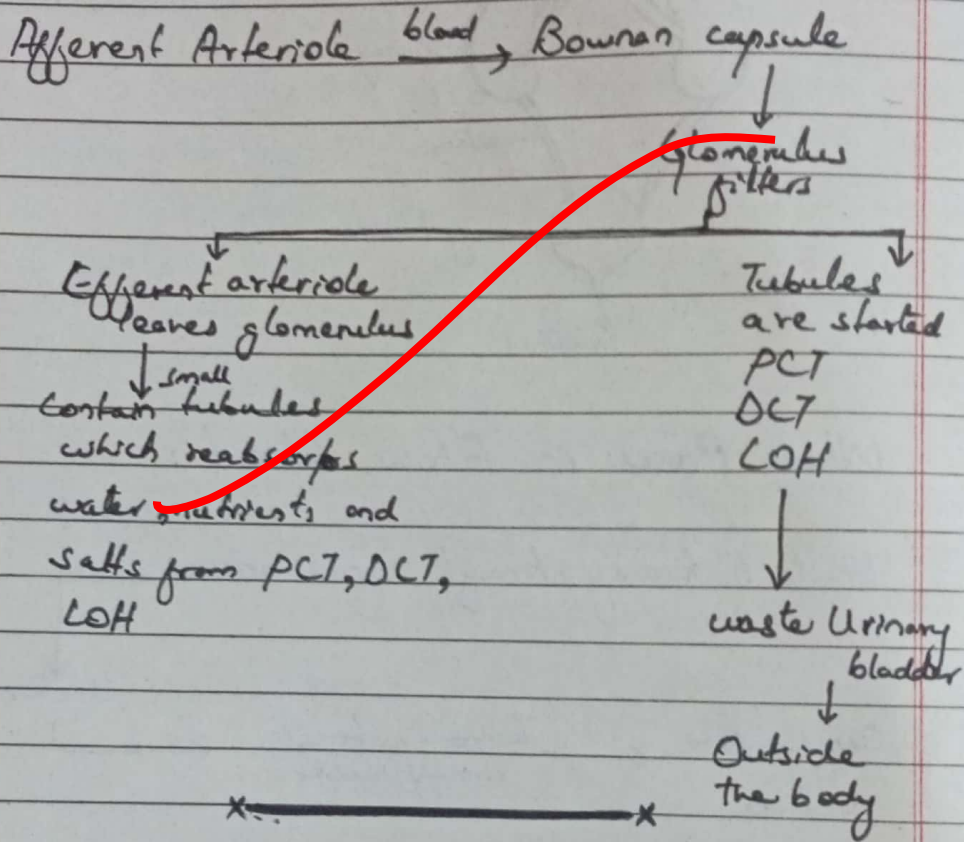 Afferent Arteriole blood Bowman capsule
Glomerulus
filters
Efferent arteriole
leaves glomerulus
small
contain tubules
which reabsorbs
water, nutrients and
salts from PCT, DCT,
LOH
Tubules
are started
PCT
DCT
LOH
waste Urinary
bladder
Outside
the body